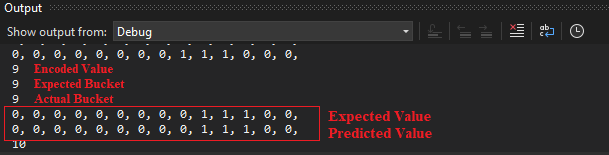 Output
Show output from: Debug
0, 0, 0, 0, 0, 0, 0, 0, 1, 1, 1, 0, 0, 0,
9 Encoded Value
9 Expected Bucket
9 Actual Bucket
0, 0, 0, 0, 0, 0, 0, 0, 0, 1, 1, 1, 0, 0, Expected Value
0, 0, 0, 0, 0, 0, 0, 0, 0, 1, 1, 1, 0, 0, Predicted Value
10